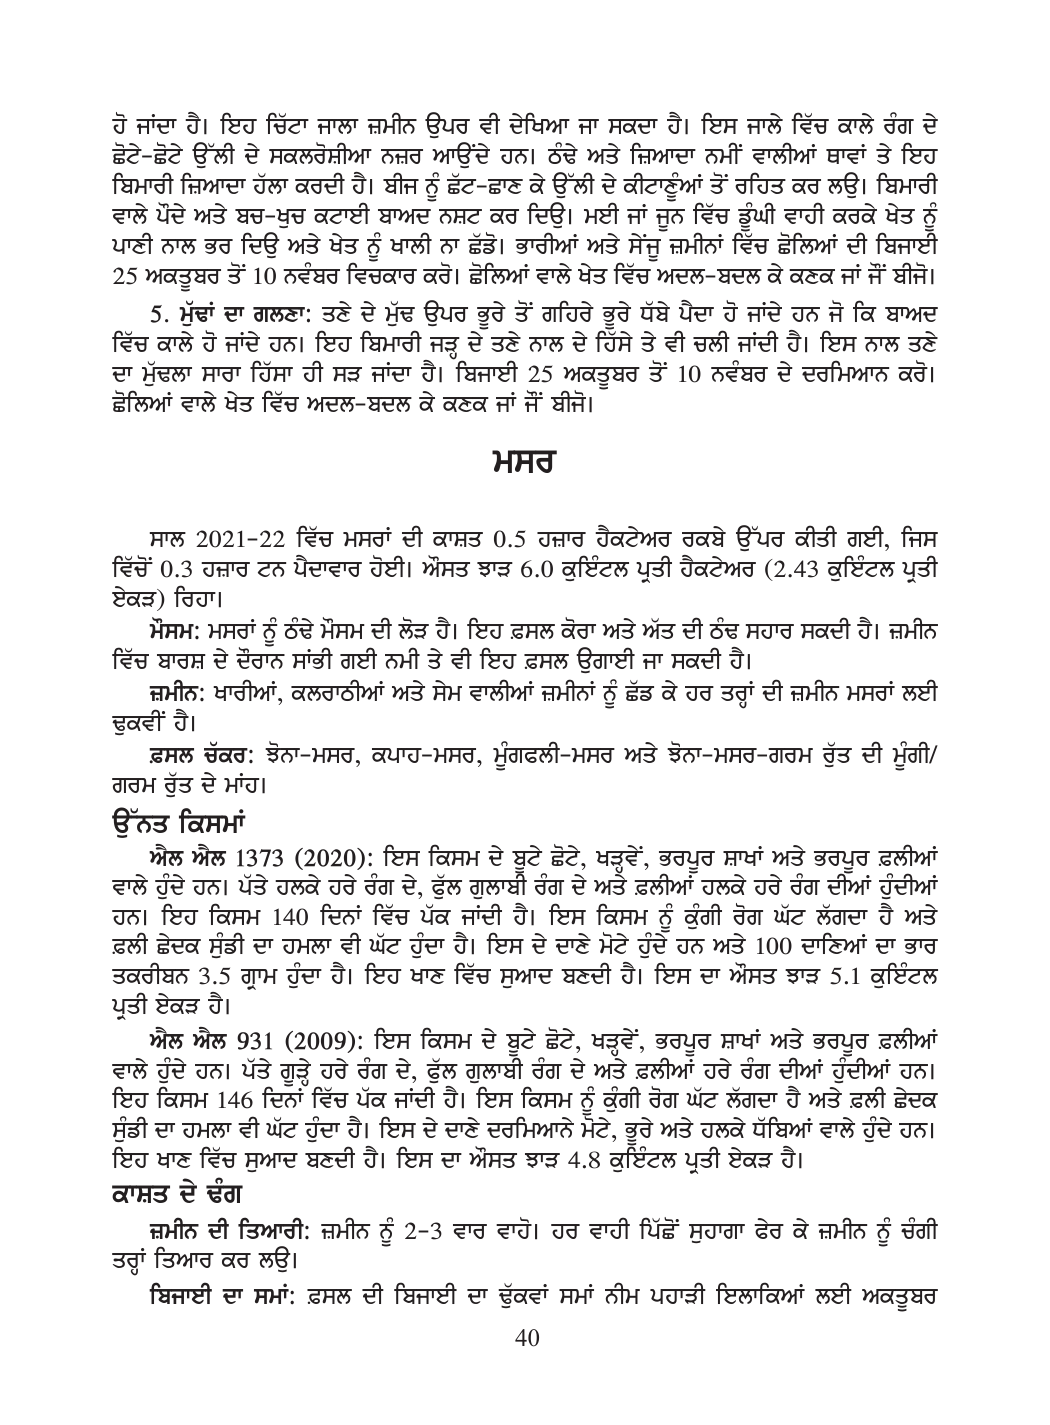 ਹੋ ਜਾਂਦਾ ਹੈ। ਇਹ ਚਿੱਟਾ ਜਾਲਾ ਜ਼ਮੀਨ ਉਪਰ ਵੀ ਦੇਖਿਆ ਜਾ ਸਕਦਾ ਹੈ। ਇਸ ਜਾਲੇ ਵਿੱਚ ਕਾਲੇ ਰੰਗ ਦੇ
ਛੋਟੇ-ਛੋਟੇ ਉੱਲੀ ਦੇ ਸਕਲਰੋਸ਼ੀਆ ਨਜ਼ਰ ਆਉਂਦੇ ਹਨ। ਠੰਢੇ ਅਤੇ ਜ਼ਿਆਦਾ ਨਮੀਂ ਵਾਲੀਆਂ ਥਾਵਾਂ ਤੇ ਇਹ
ਬਿਮਾਰੀ ਜ਼ਿਆਦਾ ਹੱਲਾ ਕਰਦੀ ਹੈ। ਬੀਜ ਨੂੰ ਛੱਟ-ਛਾਣ ਕੇ ਉੱਲੀ ਦੇ ਕੀਟਾਣੂੰਆਂ ਤੋਂ ਰਹਿਤ ਕਰ ਲਉ। ਬਿਮਾਰੀ
ਵਾਲੇ ਪੌਦੇ ਅਤੇ ਬਚ-ਖੁਚ ਕਟਾਈ ਬਾਅਦ ਨਸ਼ਟ ਕਰ ਦਿਉ। ਮਈ ਜਾਂ ਜੂਨ ਵਿੱਚ ਡੂੰਘੀ ਵਾਹੀ ਕਰਕੇ ਖੇਤ ਨੂੰ
ਪਾਣੀ ਨਾਲ ਭਰ ਦਿਉ ਅਤੇ ਖੇਤ ਨੂੰ ਖਾਲੀ ਨਾ ਛੱਡੋ। ਭਾਰੀਆਂ ਅਤੇ ਸੇਂਜੂ ਜ਼ਮੀਨਾਂ ਵਿੱਚ ਛੋਲਿਆਂ ਦੀ ਬਿਜਾਈ
25 ਅਕਤੂਬਰ ਤੋਂ 10 ਨਵੰਬਰ ਵਿਚਕਾਰ ਕਰੋ। ਛੋਲਿਆਂ ਵਾਲੇ ਖੇਤ ਵਿੱਚ ਅਦਲ-ਬਦਲ ਕੇ ਕਣਕ ਜਾਂ ਜੌਂ ਬੀਜੋ।
5. ਮੁੱਢਾਂ ਦਾ ਗਲਣਾ: ਤਣੇ ਦੇ ਮੁੱਢ ਉਪਰ ਭੂਰੇ ਤੋਂ ਗਹਿਰੇ ਭੂਰੇ ਧੱਬੇ ਪੈਦਾ ਹੋ ਜਾਂਦੇ ਹਨ ਜੋ ਕਿ ਬਾਅਦ
ਵਿੱਚ ਕਾਲੇ ਹੋ ਜਾਂਦੇ ਹਨ। ਇਹ ਬਿਮਾਰੀ ਜੜ੍ਹ ਦੇ ਤਣੇ ਨਾਲ ਦੇ ਹਿੱਸੇ ਤੇ ਵੀ ਚਲੀ ਜਾਂਦੀ ਹੈ। ਇਸ ਨਾਲ ਤਣੇ
ਦਾ ਮੁੱਢਲਾ ਸਾਰਾ ਹਿੱਸਾ ਹੀ ਸੜ ਜਾਂਦਾ ਹੈ। ਬਿਜਾਈ 25 ਅਕਤੂਬਰ ਤੋਂ 10 ਨਵੰਬਰ ਦੇ ਦਰਮਿਆਨ ਕਰੋ।
ਛੋਲਿਆਂ ਵਾਲੇ ਖੇਤ ਵਿੱਚ ਅਦਲ-ਬਦਲ ਕੇ ਕਣਕ ਜਾਂ ਜੌਂ ਬੀਜੋ।
ਮਸਰ
ਸਾਲ 2021-22 ਵਿੱਚ ਮਸਰਾਂ ਦੀ ਕਾਸ਼ਤ 0.5 ਹਜ਼ਾਰ ਹੈਕਟੇਅਰ ਰਕਬੇ ਉੱਪਰ ਕੀਤੀ ਗਈ, ਜਿਸ
ਵਿੱਚੋਂ 0.3 ਹਜ਼ਾਰ ਟਨ ਪੈਦਾਵਾਰ ਹੋਈ। ਔਸਤ ਝਾੜ 6.0 ਕੁਇੰਟਲ ਪ੍ਰਤੀ ਹੈਕਟੇਅਰ (2.43 ਕੁਇੰਟਲ ਪ੍ਰਤੀ
ਏਕੜ) ਰਿਹਾ।
ਮੌਸਮ: ਮਸਰਾਂ ਨੂੰ ਠੰਢੇ ਮੌਸਮ ਦੀ ਲੋੜ ਹੈ। ਇਹ ਫ਼ਸਲ ਕੋਰਾ ਅਤੇ ਅੱਤ ਦੀ ਠੰਢ ਸਹਾਰ ਸਕਦੀ ਹੈ। ਜ਼ਮੀਨ
ਵਿੱਚ ਬਾਰਸ਼ ਦੇ ਦੌਰਾਨ ਸਾਂਭੀ ਗਈ ਨਮੀ ਤੇ ਵੀ ਇਹ ਫ਼ਸਲ ਉਗਾਈ ਜਾ ਸਕਦੀ ਹੈ।
ਜ਼ਮੀਨ: ਖਾਰੀਆਂ, ਕਲਰਾਠੀਆਂ ਅਤੇ ਸੇਮ ਵਾਲੀਆਂ ਜ਼ਮੀਨਾਂ ਨੂੰ ਛੱਡ ਕੇ ਹਰ ਤਰ੍ਹਾਂ ਦੀ ਜ਼ਮੀਨ ਮਸਰਾਂ ਲਈ
ਢੁਕਵੀਂ ਹੈ।
ਫ਼ਸਲ ਚੱਕਰ: ਝੋਨਾ-ਮਸਰ, ਕਪਾਹ-ਮਸਰ, ਮੂੰਗਫਲੀ-ਮਸਰ ਅਤੇ ਝੋਨਾ-ਮਸਰ-ਗਰਮ ਰੁੱਤ ਦੀ ਮੂੰਗੀ/
ਗਰਮ ਰੁੱਤ ਦੇ ਮਾਂਹ।
ਉੱਨਤ ਕਿਸਮਾਂ
ਐਲ ਐਲ 1373 (2020): ਇਸ ਕਿਸਮ ਦੇ ਬੂਟੇ ਛੋਟੇ, ਖੜ੍ਹਵੇਂ, ਭਰਪੂਰ ਸ਼ਾਖਾਂ ਅਤੇ ਭਰਪੂਰ ਫ਼ਲੀਆਂ
ਵਾਲੇ ਹੁੰਦੇ ਹਨ। ਪੱਤੇ ਹਲਕੇ ਹਰੇ ਰੰਗ ਦੇ, ਫੁੱਲ ਗੁਲਾਬੀ ਰੰਗ ਦੇ ਅਤੇ ਫ਼ਲੀਆਂ ਹਲਕੇ ਹਰੇ ਰੰਗ ਦੀਆਂ ਹੁੰਦੀਆਂ
ਹਨ। ਇਹ ਕਿਸਮ 140 ਦਿਨਾਂ ਵਿੱਚ ਪੱਕ ਜਾਂਦੀ ਹੈ। ਇਸ ਕਿਸਮ ਨੂੰ ਕੁੰਗੀ ਰੋਗ ਘੱਟ ਲੱਗਦਾ ਹੈ ਅਤੇ
ਫ਼ਲੀ ਛੇਦਕ ਸੁੰਡੀ ਦਾ ਹਮਲਾ ਵੀ ਘੱਟ ਹੁੰਦਾ ਹੈ। ਇਸ ਦੇ ਦਾਣੇ ਮੋਟੇ ਹੁੰਦੇ ਹਨ ਅਤੇ 100 ਦਾਣਿਆਂ ਦਾ ਭਾਰ
ਤਕਰੀਬਨ 3.5 ਗ੍ਰਾਮ ਹੁੰਦਾ ਹੈ। ਇਹ ਖਾਣ ਵਿੱਚ ਸੁਆਦ ਬਣਦੀ ਹੈ। ਇਸ ਦਾ ਔਸਤ ਝਾੜ 5.1 ਕੁਇੰਟਲ
ਪ੍ਰਤੀ ਏਕੜ ਹੈ।
ਐਲ ਐਲ 931 (2009): ਇਸ ਕਿਸਮ ਦੇ ਬੂਟੇ ਛੋਟੇ, ਖੜ੍ਹਵੇਂ, ਭਰਪੂਰ ਸ਼ਾਖਾਂ ਅਤੇ ਭਰਪੂਰ ਫ਼ਲੀਆਂ
ਵਾਲੇ ਹੁੰਦੇ ਹਨ। ਪੱਤੇ ਗੂੜ੍ਹੇ ਹਰੇ ਰੰਗ ਦੇ, ਫੁੱਲ ਗੁਲਾਬੀ ਰੰਗ ਦੇ ਅਤੇ ਫ਼ਲੀਆਂ ਹਰੇ ਰੰਗ ਦੀਆਂ ਹੁੰਦੀਆਂ ਹਨ।
ਇਹ ਕਿਸਮ 146 ਦਿਨਾਂ ਵਿੱਚ ਪੱਕ ਜਾਂਦੀ ਹੈ। ਇਸ ਕਿਸਮ ਨੂੰ ਕੁੰਗੀ ਰੋਗ ਘੱਟ ਲੱਗਦਾ ਹੈ ਅਤੇ ਫ਼ਲੀ ਛੇਦਕ
ਸੁੰਡੀ ਦਾ ਹਮਲਾ ਵੀ ਘੱਟ ਹੁੰਦਾ ਹੈ। ਇਸ ਦੇ ਦਾਣੇ ਦਰਮਿਆਨੇ ਮੋਟੇ, ਭੂਰੇ ਅਤੇ ਹਲਕੇ ਧੱਬਿਆਂ ਵਾਲੇ ਹੁੰਦੇ ਹਨ।
ਇਹ ਖਾਣ ਵਿੱਚ ਸੁਆਦ ਬਣਦੀ ਹੈ। ਇਸ ਦਾ ਔਸਤ ਝਾੜ 4.8 ਕੁਇੰਟਲ ਪ੍ਰਤੀ ਏਕੜ ਹੈ।
ਕਾਸ਼ਤ ਦੇ ਢੰਗ
ਜ਼ਮੀਨ ਦੀ ਤਿਆਰੀ: ਜ਼ਮੀਨ ਨੂੰ 2-3 ਵਾਰ ਵਾਹੋ। ਹਰ ਵਾਹੀ ਪਿੱਛੋਂ ਸੁਹਾਗਾ ਫੇਰ ਕੇ ਜ਼ਮੀਨ ਨੂੰ ਚੰਗੀ
ਤਰ੍ਹਾਂ ਤਿਆਰ ਕਰ ਲਉ।
ਬਿਜਾਈ ਦਾ ਸਮਾਂ: ਫ਼ਸਲ ਦੀ ਬਿਜਾਈ ਦਾ ਢੁੱਕਵਾਂ ਸਮਾਂ ਨੀਮ ਪਹਾੜੀ ਇਲਾਕਿਆਂ ਲਈ ਅਕਤੂਬਰ
40